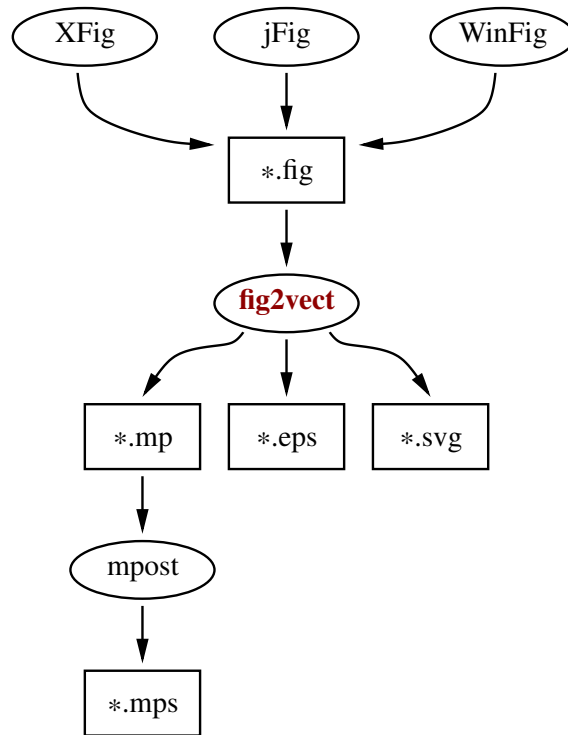 XFig
jFig
WinFig
*.fig
fig2vect
*.mp
*.eps
*.svg
mpost
*.mps